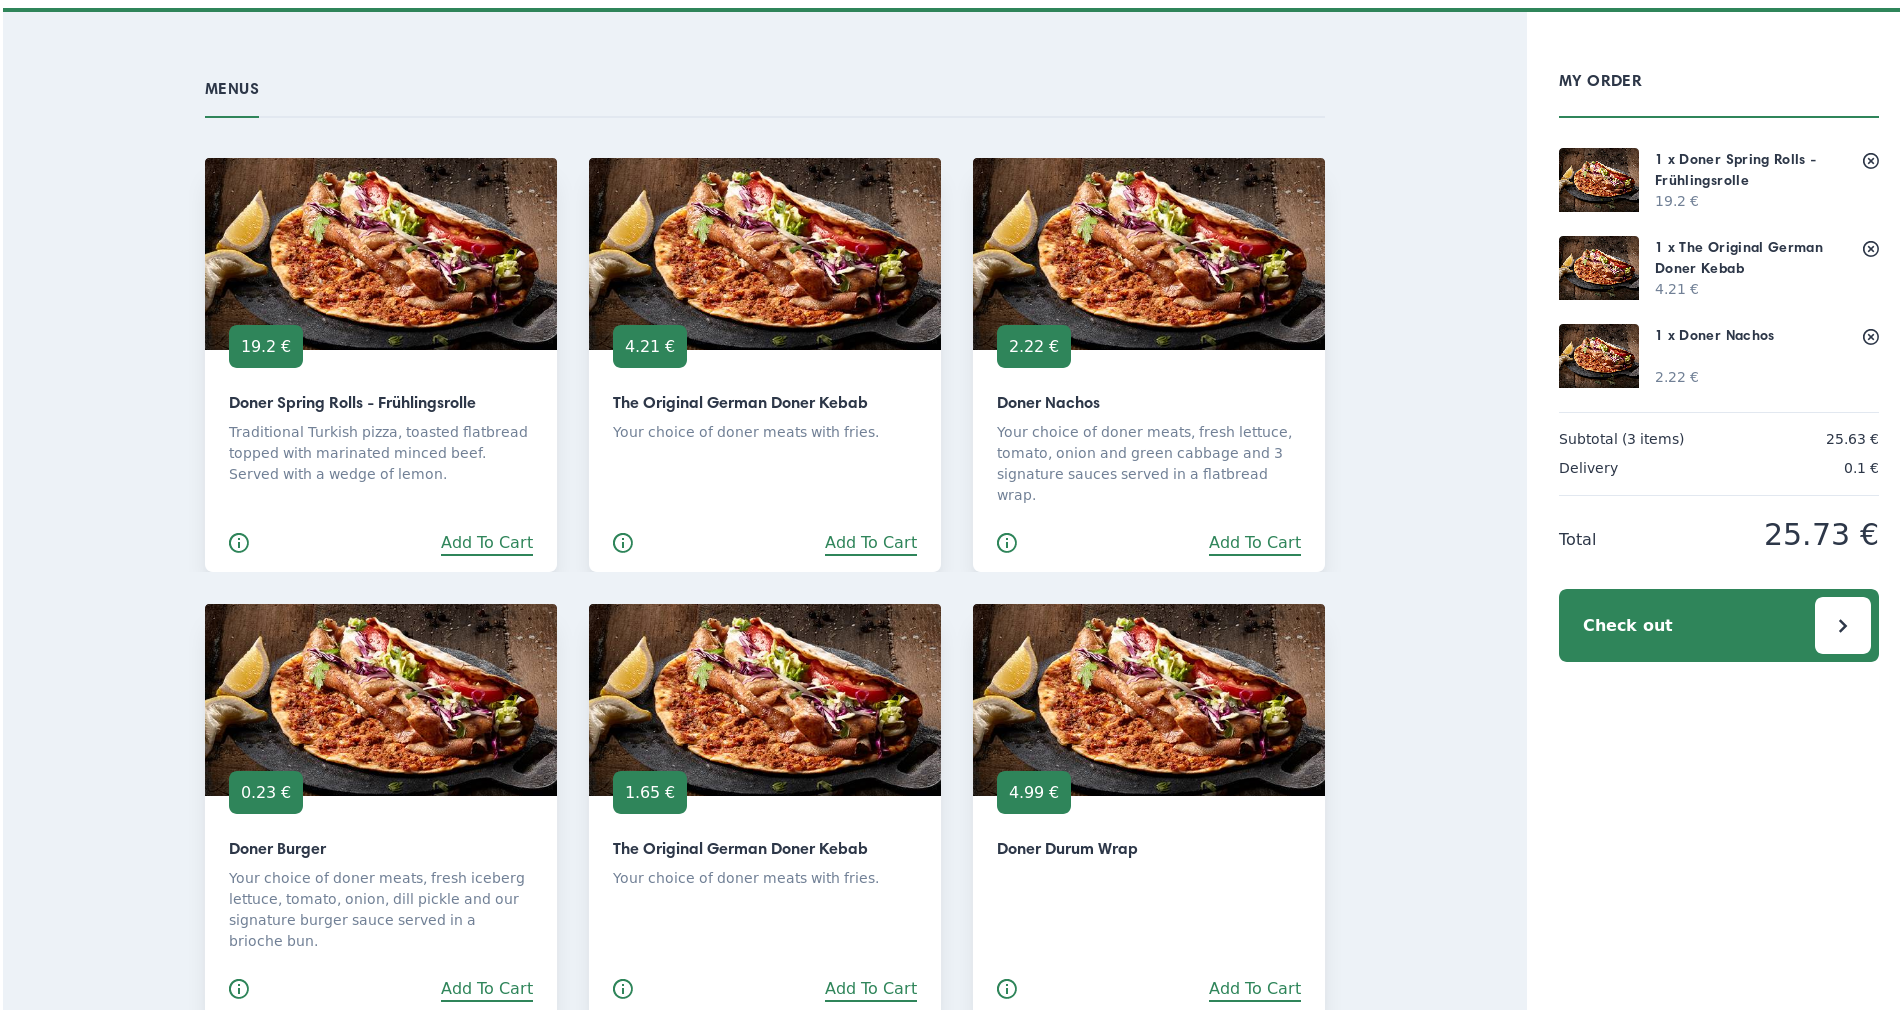 MENUS
19.2 €
4.21 €
2.22 €
Doner Spring Rolls - Frühlingsrolle
Traditional Turkish pizza, toasted flatbread
topped with marinated minced beef.
Served with a wedge of lemon.
Add To Cart
The Original German Doner Kebab
Your choice of doner meats with fries.
Add To Cart
Doner Nachos
Your choice of doner meats, fresh lettuce,
tomato, onion and green cabbage and 3
signature sauces served in a flatbread
wrap.
Add To Cart
0.23 €
1.65 €
4.99 €
Doner Burger
Your choice of doner meats, fresh iceberg
lettuce, tomato, onion, dill pickle and our
signature burger sauce served in a
brioche bun.
Add To Cart
The Original German Doner Kebab
Your choice of doner meats with fries.
Add To Cart
Doner Durum Wrap
Add To Cart
MY ORDER
1 x Doner Spring Rolls -
Frühlingsrolle
19.2 €
1 x The Original German
Doner Kebab
4.21 €
1 x Doner Nachos
2.22 €
Subtotal (3 items) 25.63 €
Delivery 0.1 €
Total 25.73 €
Check out